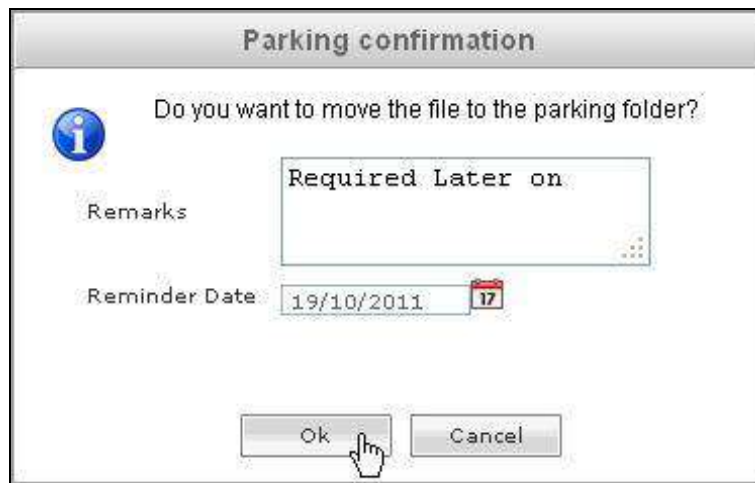 Parking confirmation
Do you want to move the file to the parking folder?
Remarks
Required Later on
Reminder Date
19/10/2011
17
Ok
Cancel